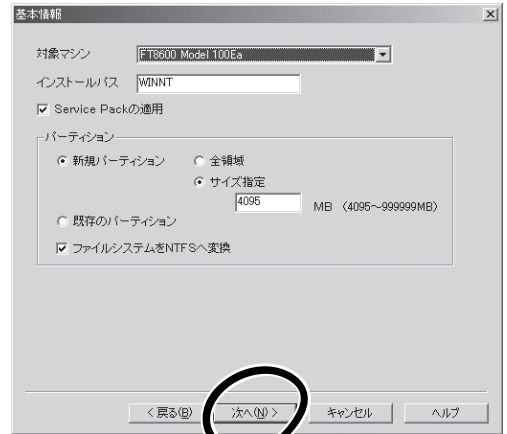 基本情報
対象マシン FT8600 Model 100Ea
インストールパス WINNT
Service Packの適用
パーティション
新規パーティション 全領域
サイズ指定
4095 MB (4095～999999MB)
既存のパーティション
ファイルシステムをNTFSへ変換
< 戻る(B) 次へ(N) > キャンセル ヘルプ